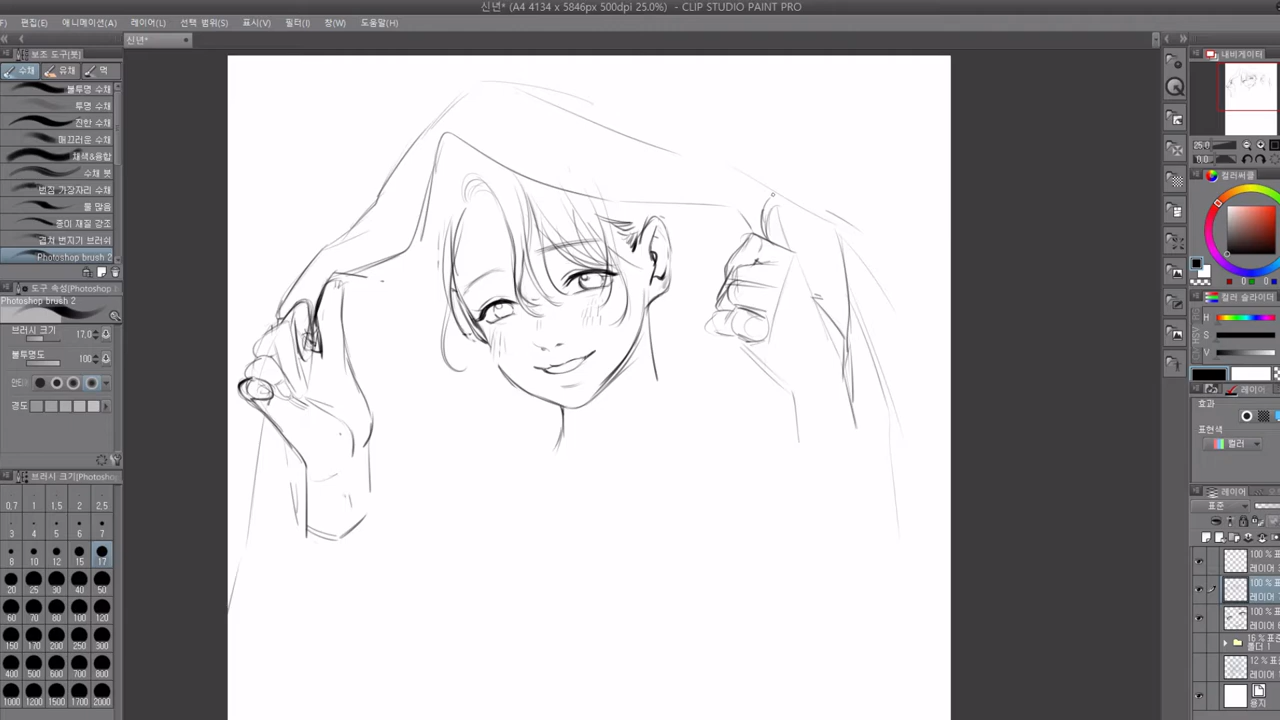 신년* (A4 4134 x 5846px 500dpi 25.0%) - CLIP STUDIO PAINT PRO
편집(E) 애니메이션(A) 레이어(L) 선택 범위(S) 표시(V) 필터(I) 창(W) 도움말(H)
신년*
보조 도구(붓)
수채 유채 먹
불투명 수채
투명 수채
진한 수채
매끄러운 수채
채색&융합
수채 붓
번짐 가장자리 수채
물 많음
종이 재질 강조
겹쳐 번지기 브러쉬
Photoshop brush 2
도구 속성(Photoshop
Photoshop brush 2
브러시 크기 17.0
불투명도 100
경도
브러시 크기(Photosho
0.7 1 1.5 2 2.5
3 4 5 6 7
8 10 12 15 17
20 25 30 40 50
60 70 80 100 120
150 170 200 250 300
400 500 600 700 800
1000 1200 1500 1700 2000
내비게이터
25.0
0.0
컬러써클
0 0 0
컬러 슬라이더
H
S
V
HSV
레이어
효과
표현색
컬러
레이어
표준
100 % 표
레이어
100 % 표
레이어
100 % 표
레이어
16 % 표준
폴더 1
12 % 표준
레이어
용지